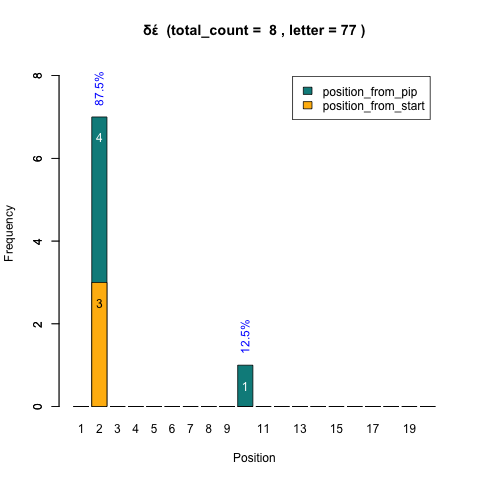 δέ (total_count = 8 , letter = 77 )
position_from_pip
position_from_start
Frequency
0
2
4
6
8
87.5%
4
3
12.5%
1
1 2 3 4 5 6 7 8 9 11 13 15 17 19
Position